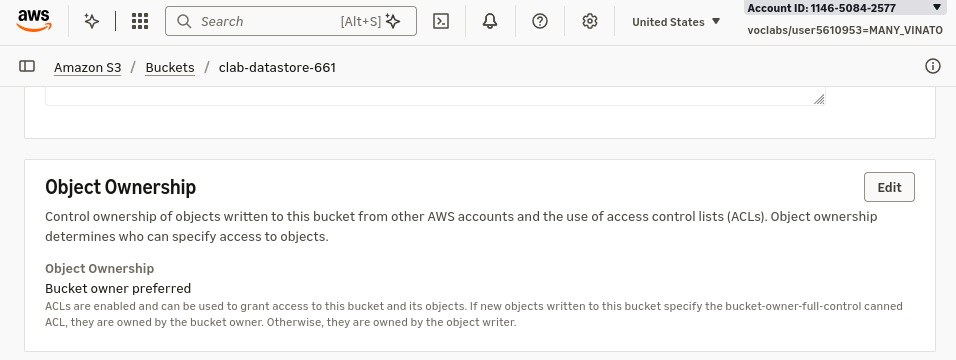 aws
Search [Alt+S]
United States
Account ID: 1146-5084-2577
voclabs/user5610953=MANY_VINATO
Amazon S3 / Buckets / clab-datastore-661
Object Ownership
Edit
Control ownership of objects written to this bucket from other AWS accounts and the use of access control lists (ACLs). Object ownership
determines who can specify access to objects.
Object Ownership
Bucket owner preferred
ACLs are enabled and can be used to grant access to this bucket and its objects. If new objects written to this bucket specify the bucket-owner-full-control canned
ACL, they are owned by the bucket owner. Otherwise, they are owned by the object writer.